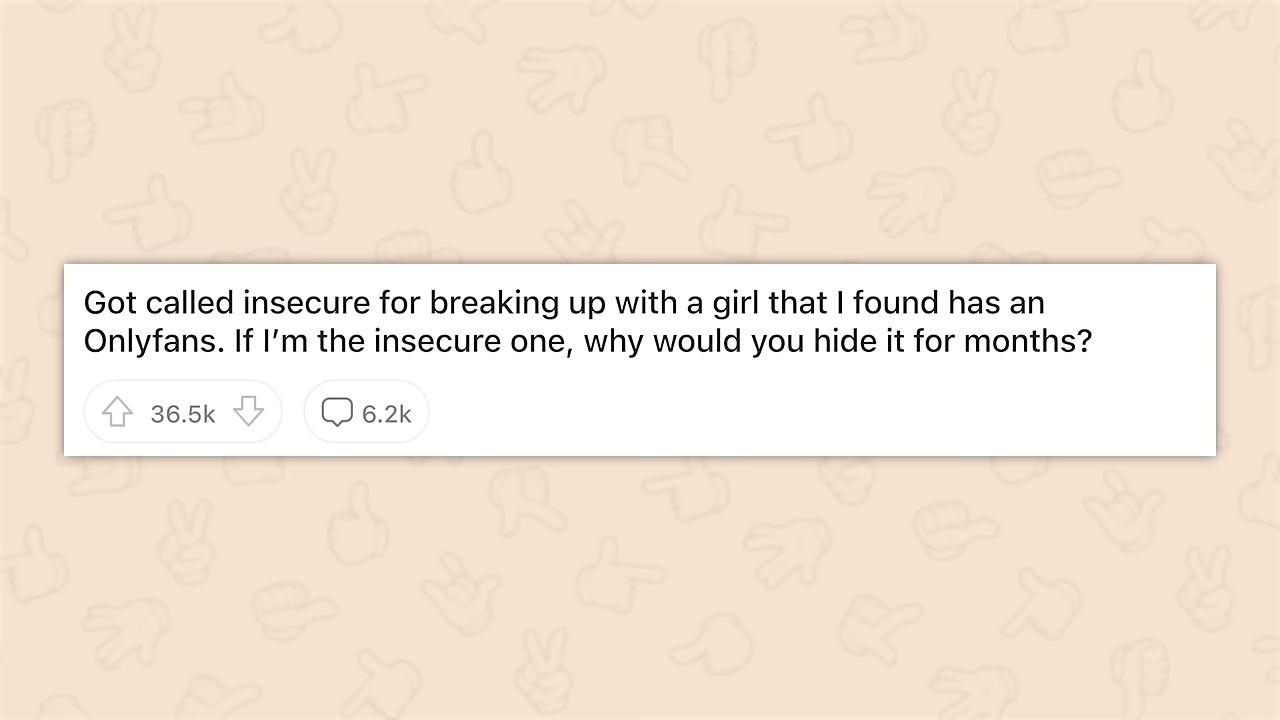 Got called insecure for breaking up with a girl that I found has an
Onlyfans. If I’m the insecure one, why would you hide it for months?
36.5k 6.2k